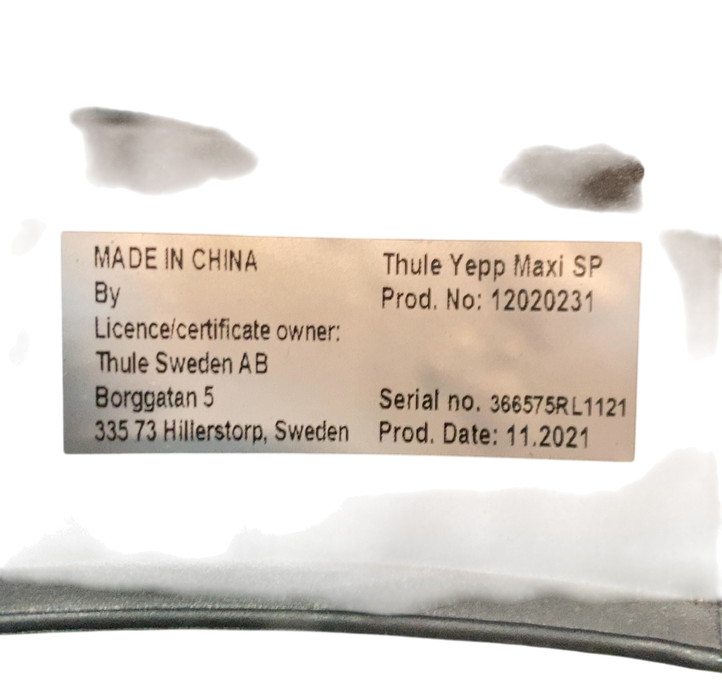 MADE IN CHINA
By
Licence/certificate owner:
Thule Sweden AB
Borggatan 5
335 73 Hillerstorp, Sweden
Thule Yepp Maxi SP
Prod. No: 12020231
Serial no. 366575RL1121
Prod. Date: 11.2021